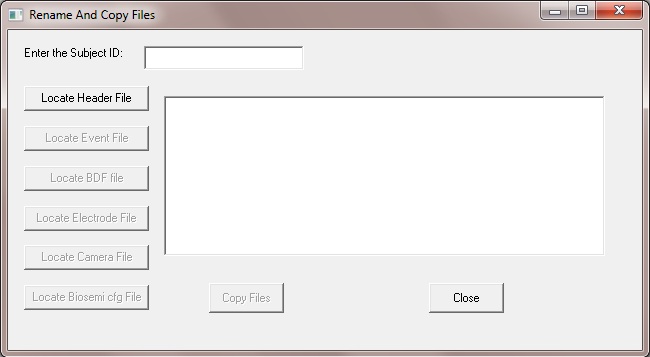 Rename And Copy Files
Enter the Subject ID:
Locate Header File
Locate Event File
Locate BDF file
Locate Electrode File
Locate Camera File
Locate Biosemi cfg File
Copy Files
Close